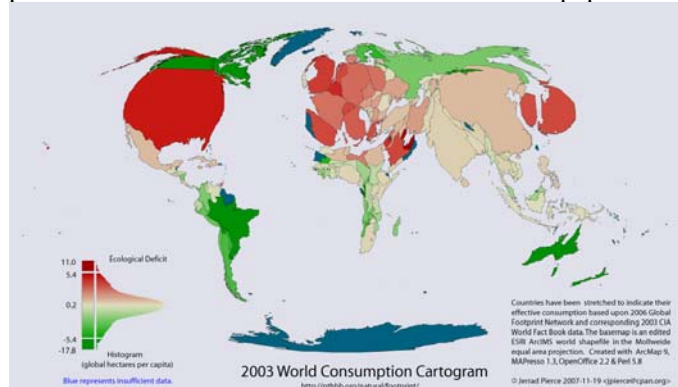 11.0
Ecological Deficit
5.4
0.2
-5.4
-17.8
Histogram
(global hectares per capita)
Blue represents insufficient data.
2003 World Consumption Cartogram
Countries have been stretched to indicate their
effective consumption based upon 2006 Global
Footprint Network and corresponding 2003 CIA
World Fact Book data. The basemap is an edited
ESRI ArcIMS world shapefile in the Mollweide
equal area projection. Created with ArcMap 9,
MAPresso 1.3, OpenOffice 2.2 & Perl 5.8
© Jerrad Pierce 2007-11-19 <jpierce@cpan.org>